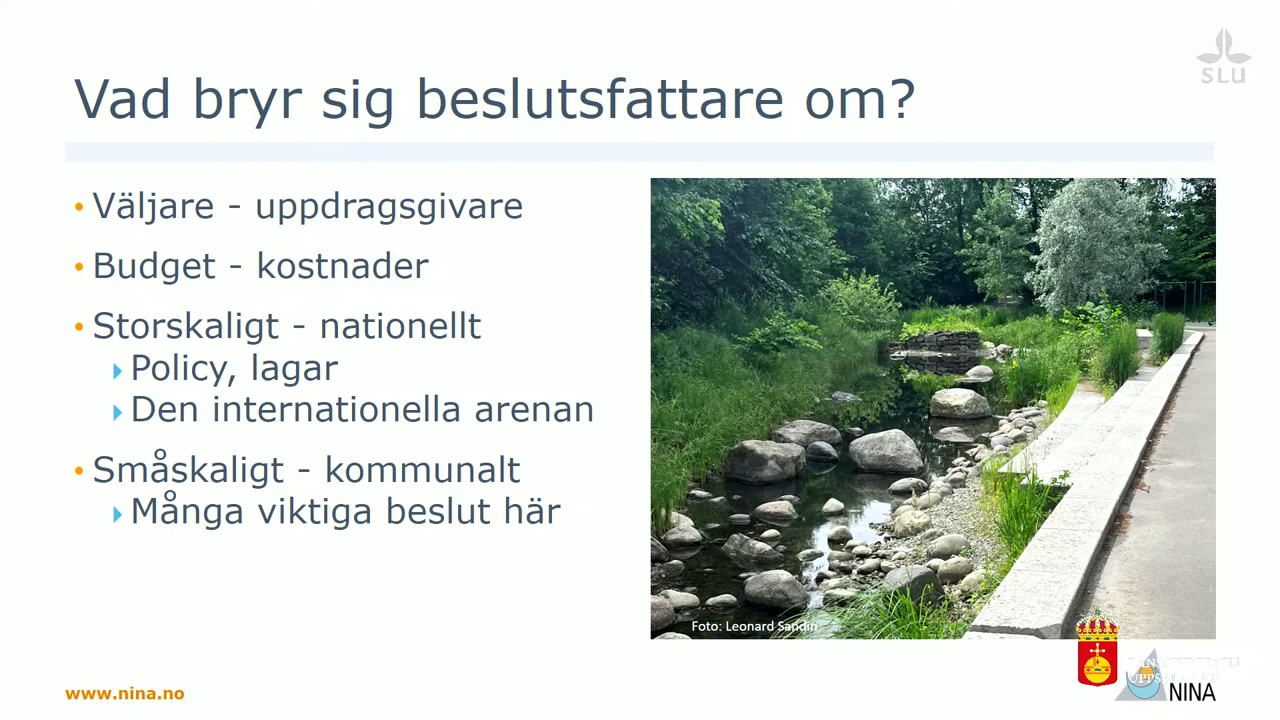 SLU
Vad bryr sig beslutsfattare om?
Väljare - uppdragsgivare
Budget - kostnader
Storskaligt - nationellt
Policy, lagar
Den internationella arenan
Småskaligt - kommunalt
Många viktiga beslut här
Foto: Leonard Sandin
www.nina.no
NINA